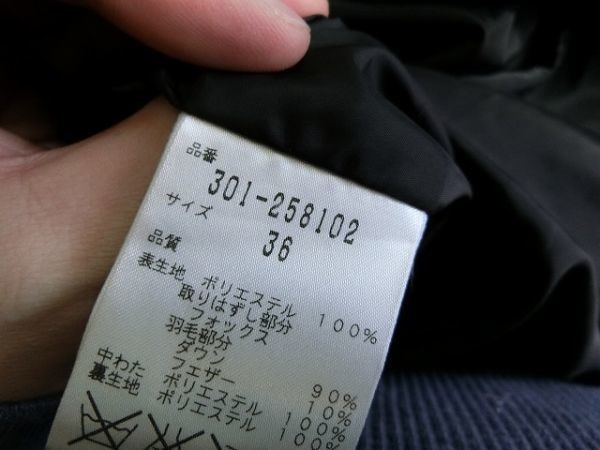 品番
301-258102
サイズ
36
品質
表生地 ポリエステル 100%
取りはずし部分
フォックス
羽毛部分
ダウン 90%
フェザー 10%
中わた ポリエステル 100%
裏生地 ポリエステル 100%